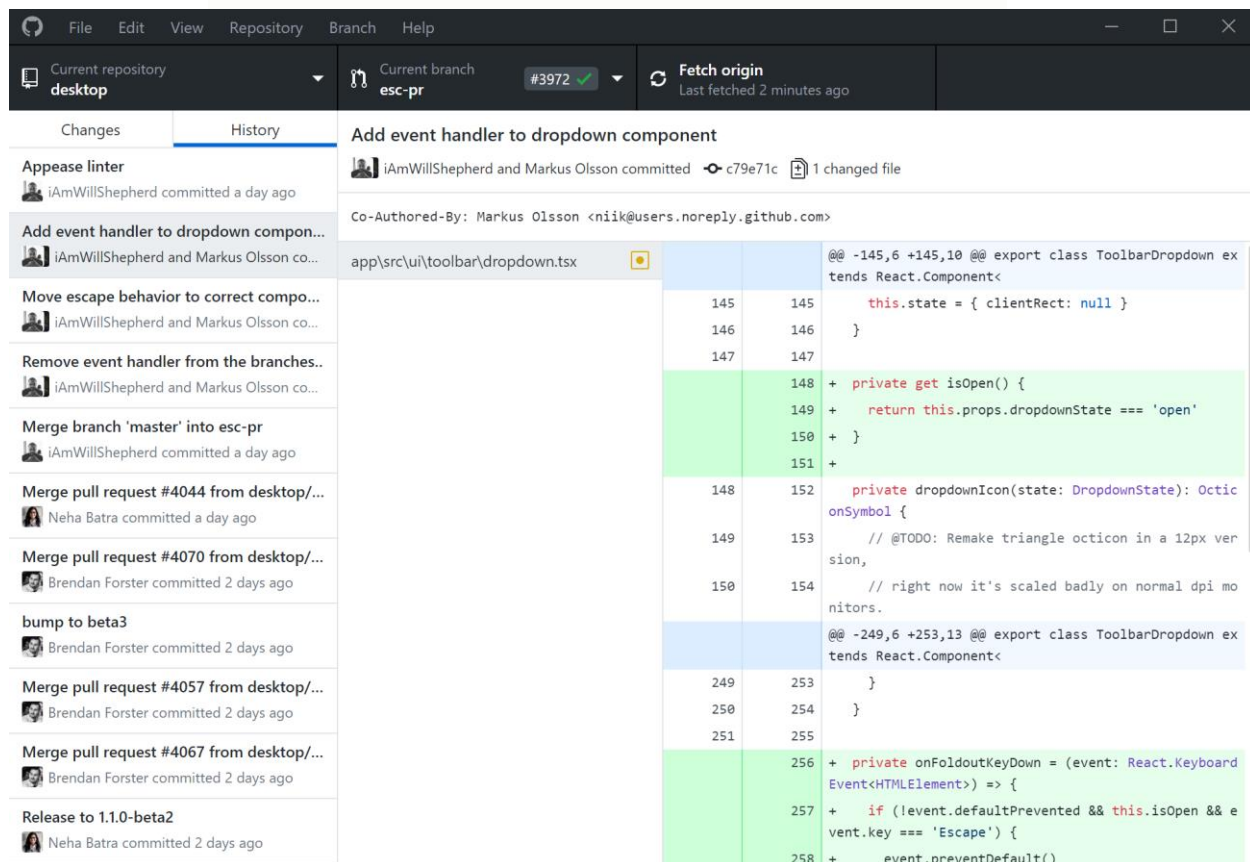 File Edit View Repository Branch Help
Current repository
desktop
Current branch
esc-pr
#3972
Fetch origin
Last fetched 2 minutes ago
Changes History
Appease linter
iAmWillShepherd committed a day ago
Add event handler to dropdown compon...
iAmWillShepherd and Markus Olsson co...
Move escape behavior to correct compo...
iAmWillShepherd and Markus Olsson co...
Remove event handler from the branches..
iAmWillShepherd and Markus Olsson co...
Merge branch 'master' into esc-pr
iAmWillShepherd committed a day ago
Merge pull request #4044 from desktop/...
Neha Batra committed a day ago
Merge pull request #4070 from desktop/...
Brendan Forster committed 2 days ago
bump to beta3
Brendan Forster committed 2 days ago
Merge pull request #4057 from desktop/...
Brendan Forster committed 2 days ago
Merge pull request #4067 from desktop/...
Brendan Forster committed 2 days ago
Release to 1.1.0-beta2
Neha Batra committed 2 days ago
Add event handler to dropdown component
iAmWillShepherd and Markus Olsson committed c79e71c 1 changed file
Co-Authored-By: Markus Olsson <niik@users.noreply.github.com>
app\src\ui\toolbar\dropdown.tsx
@@ -145,6 +145,10 @@ export class ToolbarDropdown ex
tends React.Component<
145 145 this.state = { clientRect: null }
146 146 }
147 147
148 + private get isOpen() {
149 + return this.props.dropdownState === 'open'
150 + }
151 +
148 152 private dropdownIcon(state: DropdownState): Octic
onSymbol {
149 153 // @TODO: Remake triangle octicon in a 12px ver
sion,
150 154 // right now it's scaled badly on normal dpi mo
nitors.
@@ -249,6 +253,13 @@ export class ToolbarDropdown ex
tends React.Component<
249 253 }
250 254 }
251 255
256 + private onFoldoutKeyDown = (event: React.Keyboard
Event<HTMLElement>) => {
257 + if (!event.defaultPrevented && this.isOpen && e
vent.key === 'Escape') {
258 + event.preventDefault()